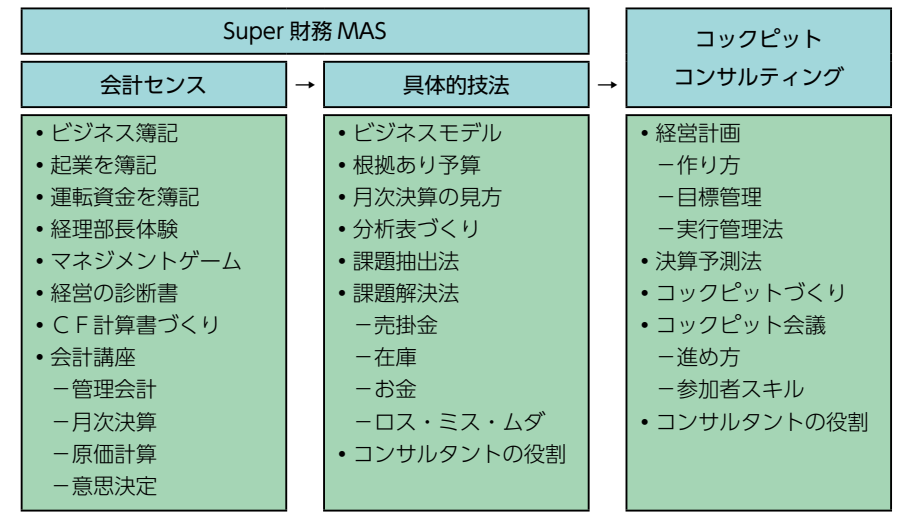 Super 財務 MAS
会計センス
→
具体的技法
→
コックピット
コンサルティング
• ビジネス簿記
• 起業を簿記
• 運転資金を簿記
• 経理部長体験
• マネジメントゲーム
• 経営の診断書
• ＣＦ計算書づくり
• 会計講座
－管理会計
－月次決算
－原価計算
－意思決定
• ビジネスモデル
• 根拠あり予算
• 月次決算の見方
• 分析表づくり
• 課題抽出法
• 課題解決法
－売掛金
－在庫
－お金
－ロス・ミス・ムダ
• コンサルタントの役割
• 経営計画
－作り方
－目標管理
－実行管理法
• 決算予測法
• コックピットづくり
• コックピット会議
－進め方
－参加者スキル
• コンサルタントの役割